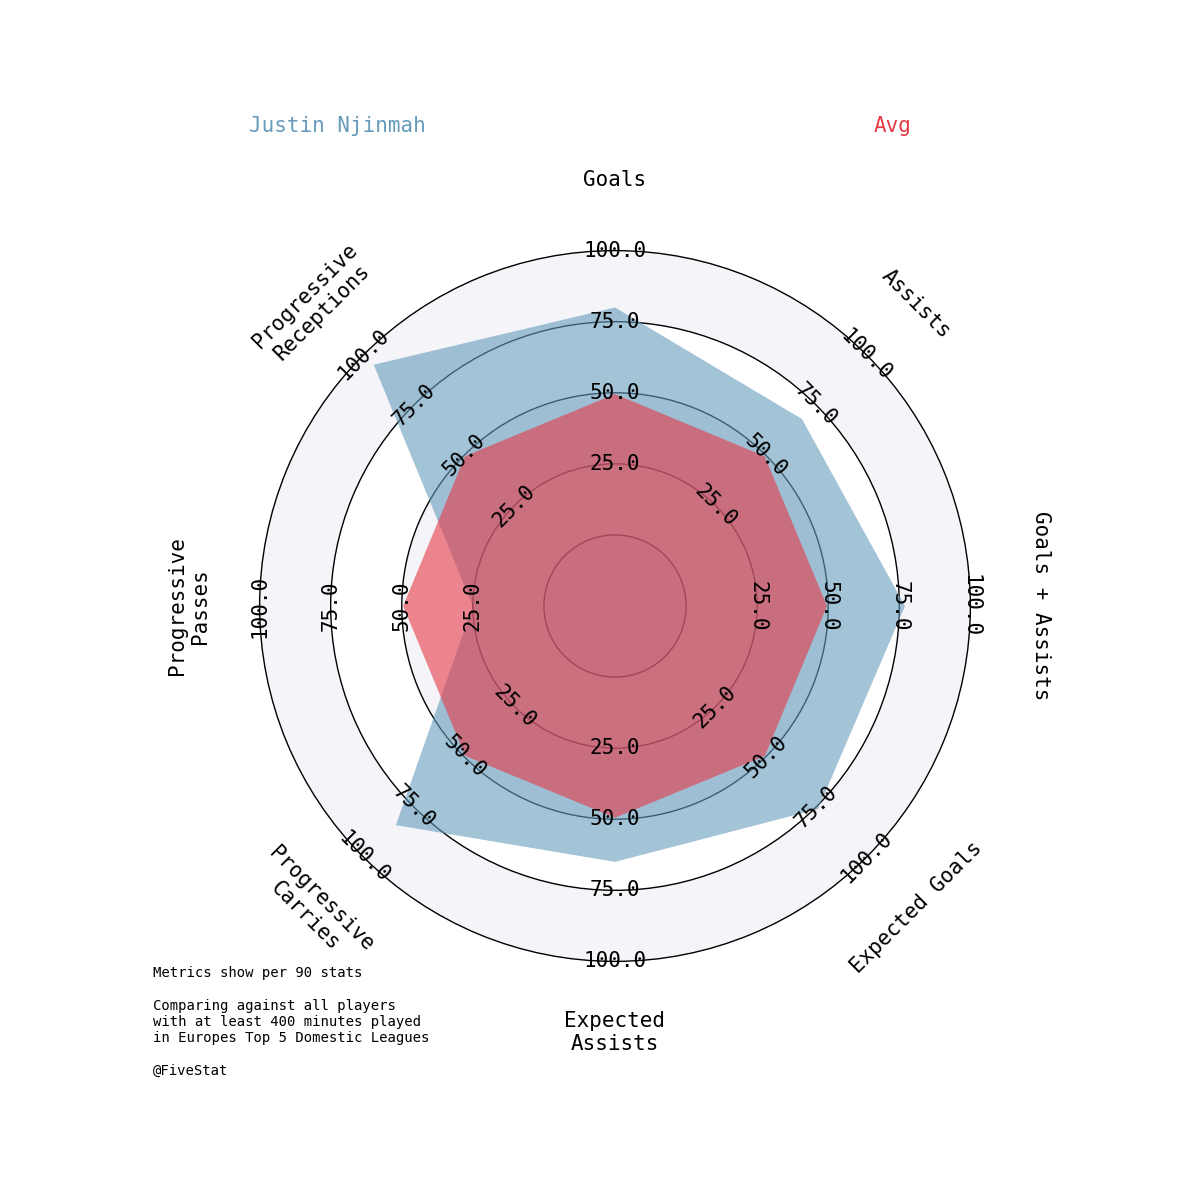 Justin Njinmah
Avg
Goals
Assists
Goals + Assists
Expected Goals
Expected
Assists
Progressive
Carries
Progressive
Passes
Progressive
Receptions
25.0
50.0
75.0
100.0
25.0
50.0
75.0
100.0
25.0
50.0
75.0
100.0
25.0
50.0
75.0
100.0
25.0
50.0
75.0
100.0
25.0
50.0
75.0
100.0
25.0
50.0
75.0
100.0
25.0
50.0
75.0
100.0
Metrics show per 90 stats
Comparing against all players
with at least 400 minutes played
in Europes Top 5 Domestic Leagues
@FiveStat